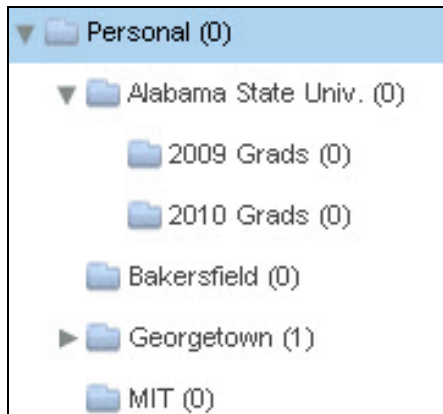 Personal (0)
Alabama State Univ. (0)
2009 Grads (0)
2010 Grads (0)
Bakersfield (0)
Georgetown (1)
MIT (0)